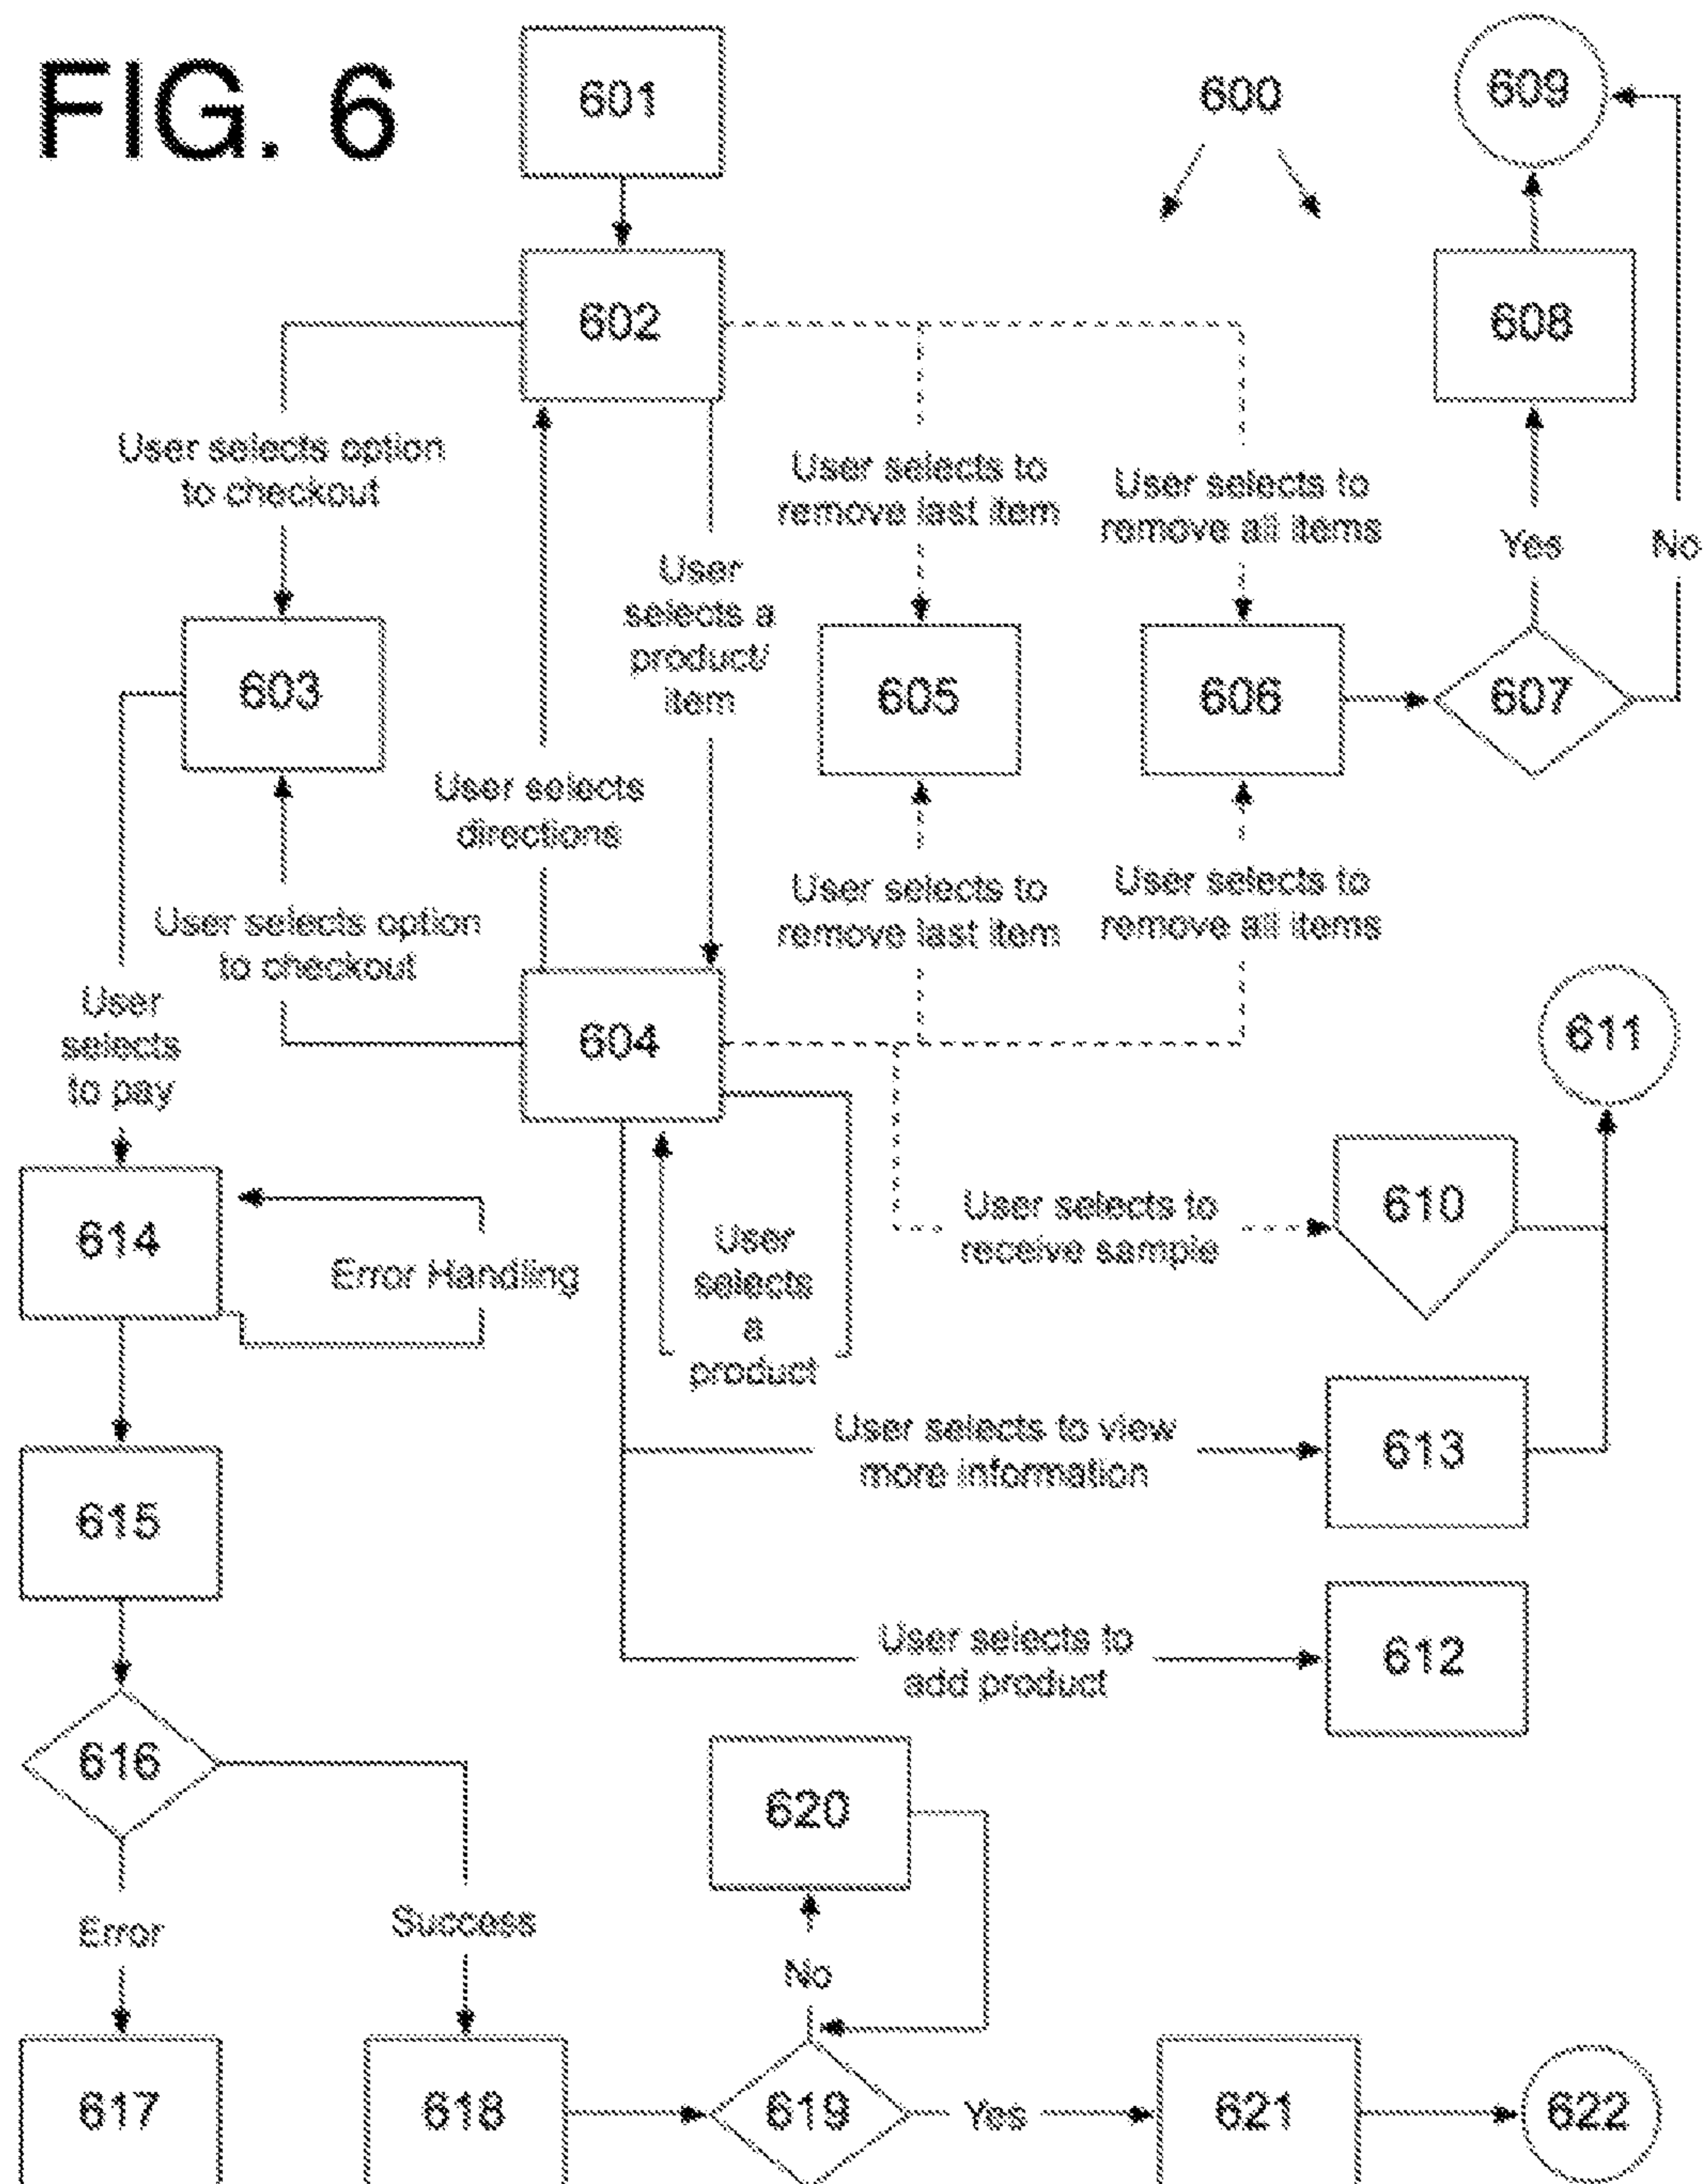 FIG. 6
601
600
609
602
608
User selects option
to checkout
User selects to
remove last item
User selects to
remove all items
Yes
No
User
selects a
product/
item
603
605
606
607
User selects
directions
User selects option
to checkout
User selects to
remove last item
User selects to
remove all items
User
selects
to pay
604
611
614
Error Handling
User
selects
a
product
User selects to
receive sample
610
User selects to view
more information
613
615
User selects to
add product
612
616
620
Error
Success
No
617
618
619
Yes
621
622